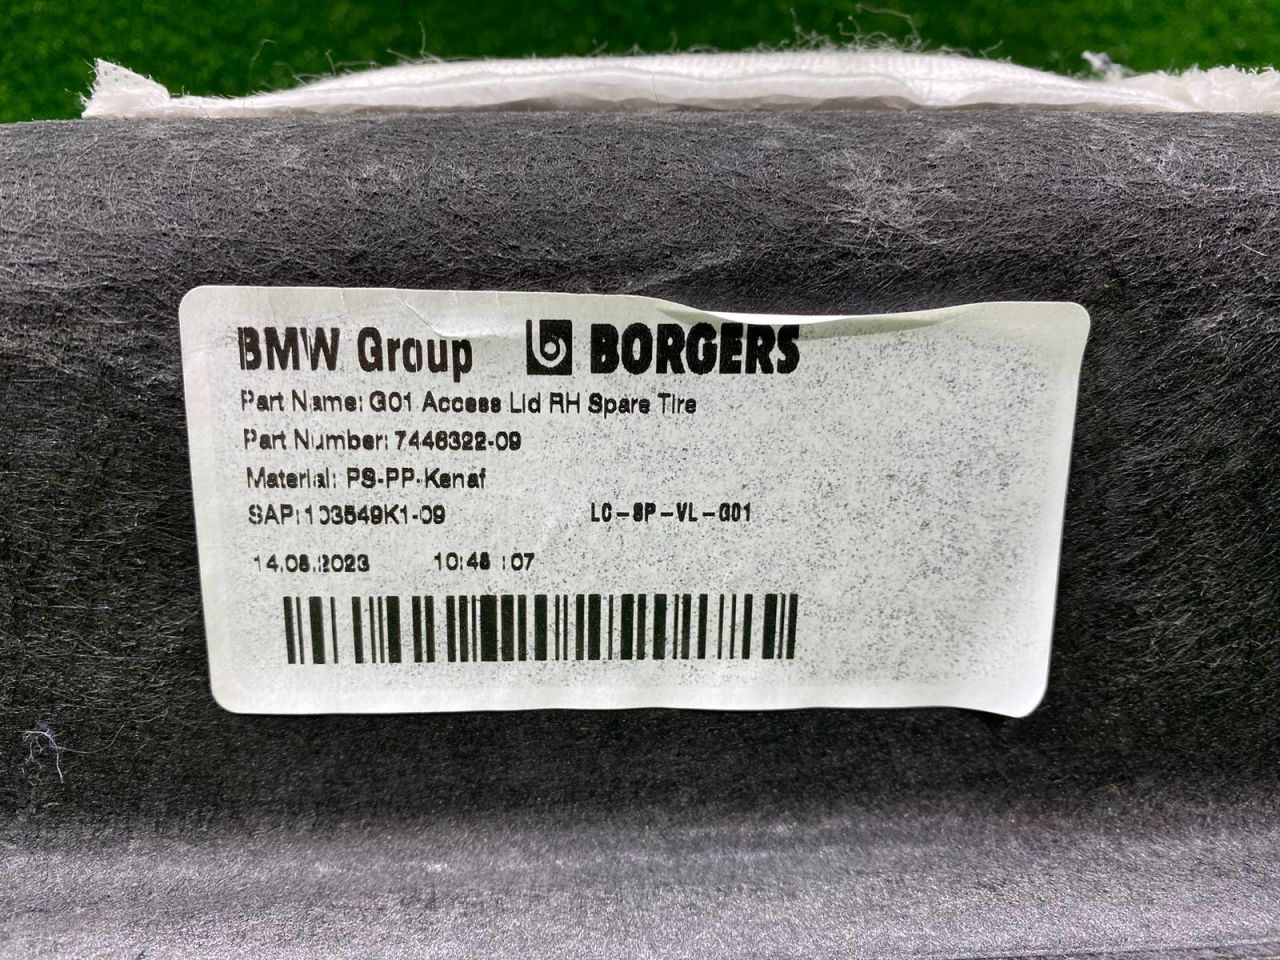 BMW Group BORGERS
Part Name: G01 Access Lid RH Spare Tire
Part Number: 7446322-09
Material: PS-PP-Kenaf
SAP: 103549K1-09 LC-SP-VL-G01
14.08.2023 10:48:07